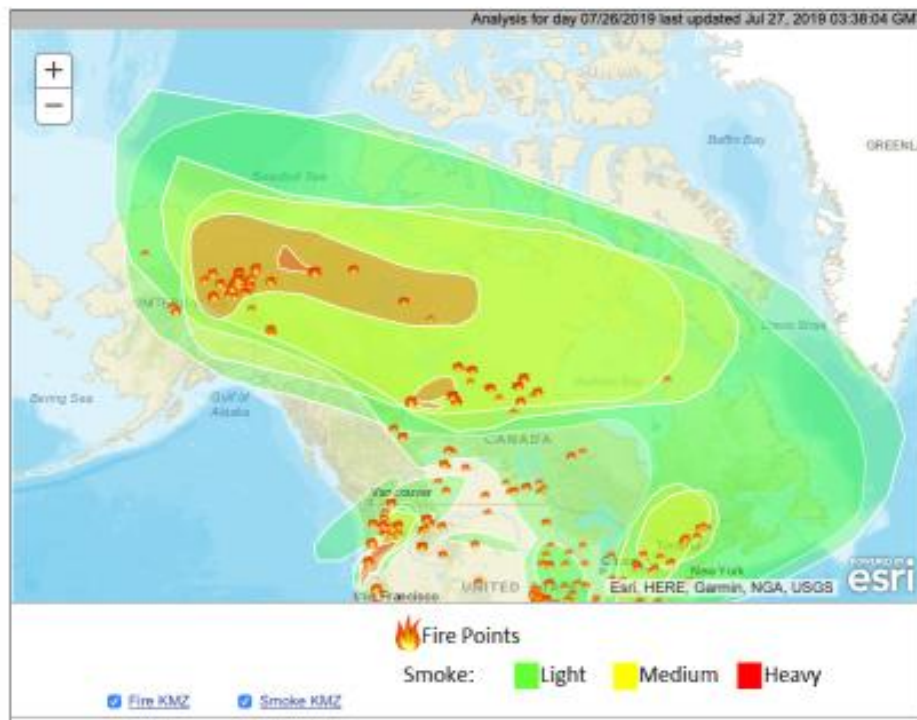 Analysis for day 07/26/2019 last updated Jul 27, 2019 03:38:04 GM
+
−
Baffin Bay
GREENL
Beaufort Sea
Bering Sea
Gulf of
Alaska
Hudson Bay
CANADA
Vancouver
New York
UNITED
San Francisco
POWERED BY
esri
Esri, HERE, Garmin, NGA, USGS
Fire Points
Smoke: Light Medium Heavy
Fire KMZ Smoke KMZ